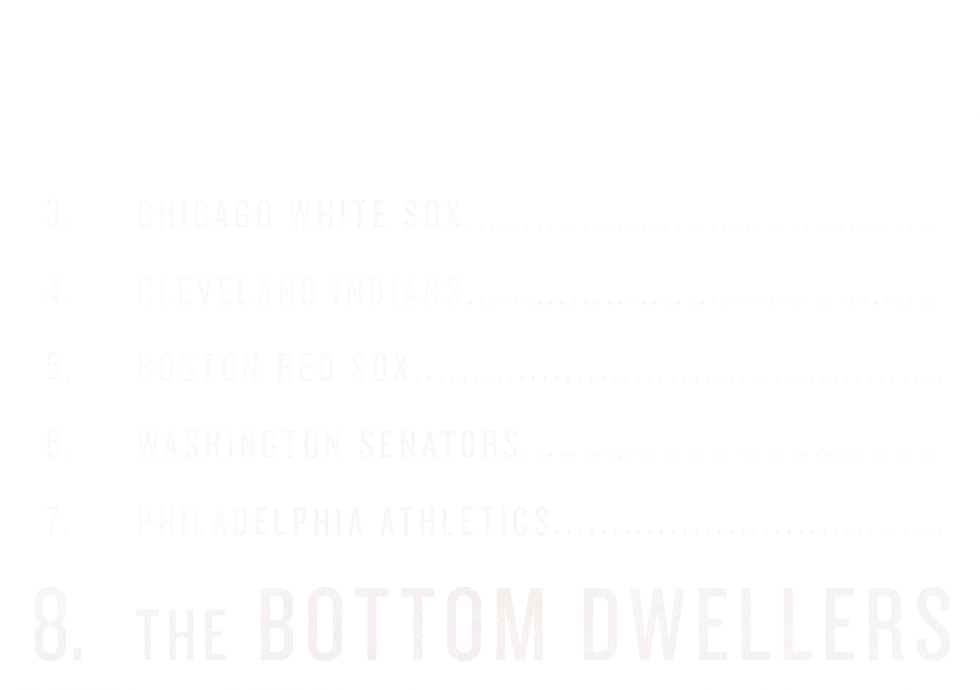 3. CHICAGO WHITE SOX........................................
4. CLEVELAND INDIANS........................................
5. BOSTON RED SOX.............................................
6. WASHINGTON SENATORS...................................
7. PHILADELPHIA ATHLETICS.................................
8. THE BOTTOM DWELLERS